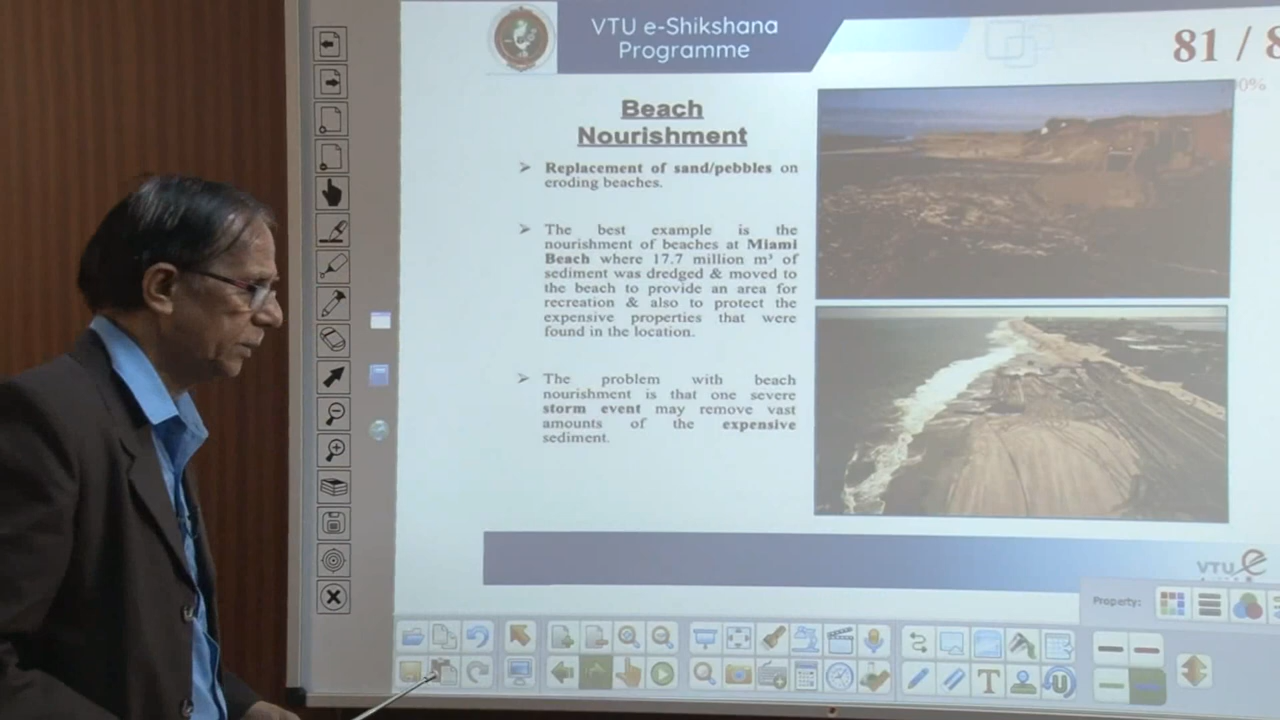 VTU e-Shikshana
Programme
81 / 8
00%
Beach
Nourishment
➢ Replacement of sand/pebbles on
eroding beaches.
➢ The best example is the
nourishment of beaches at Miami
Beach where 17.7 million m³ of
sediment was dredged & moved to
the beach to provide an area for
recreation & also to protect the
expensive properties that were
found in the location.
➢ The problem with beach
nourishment is that one severe
storm event may remove vast
amounts of the expensive
sediment.
VTU e
Property:
T